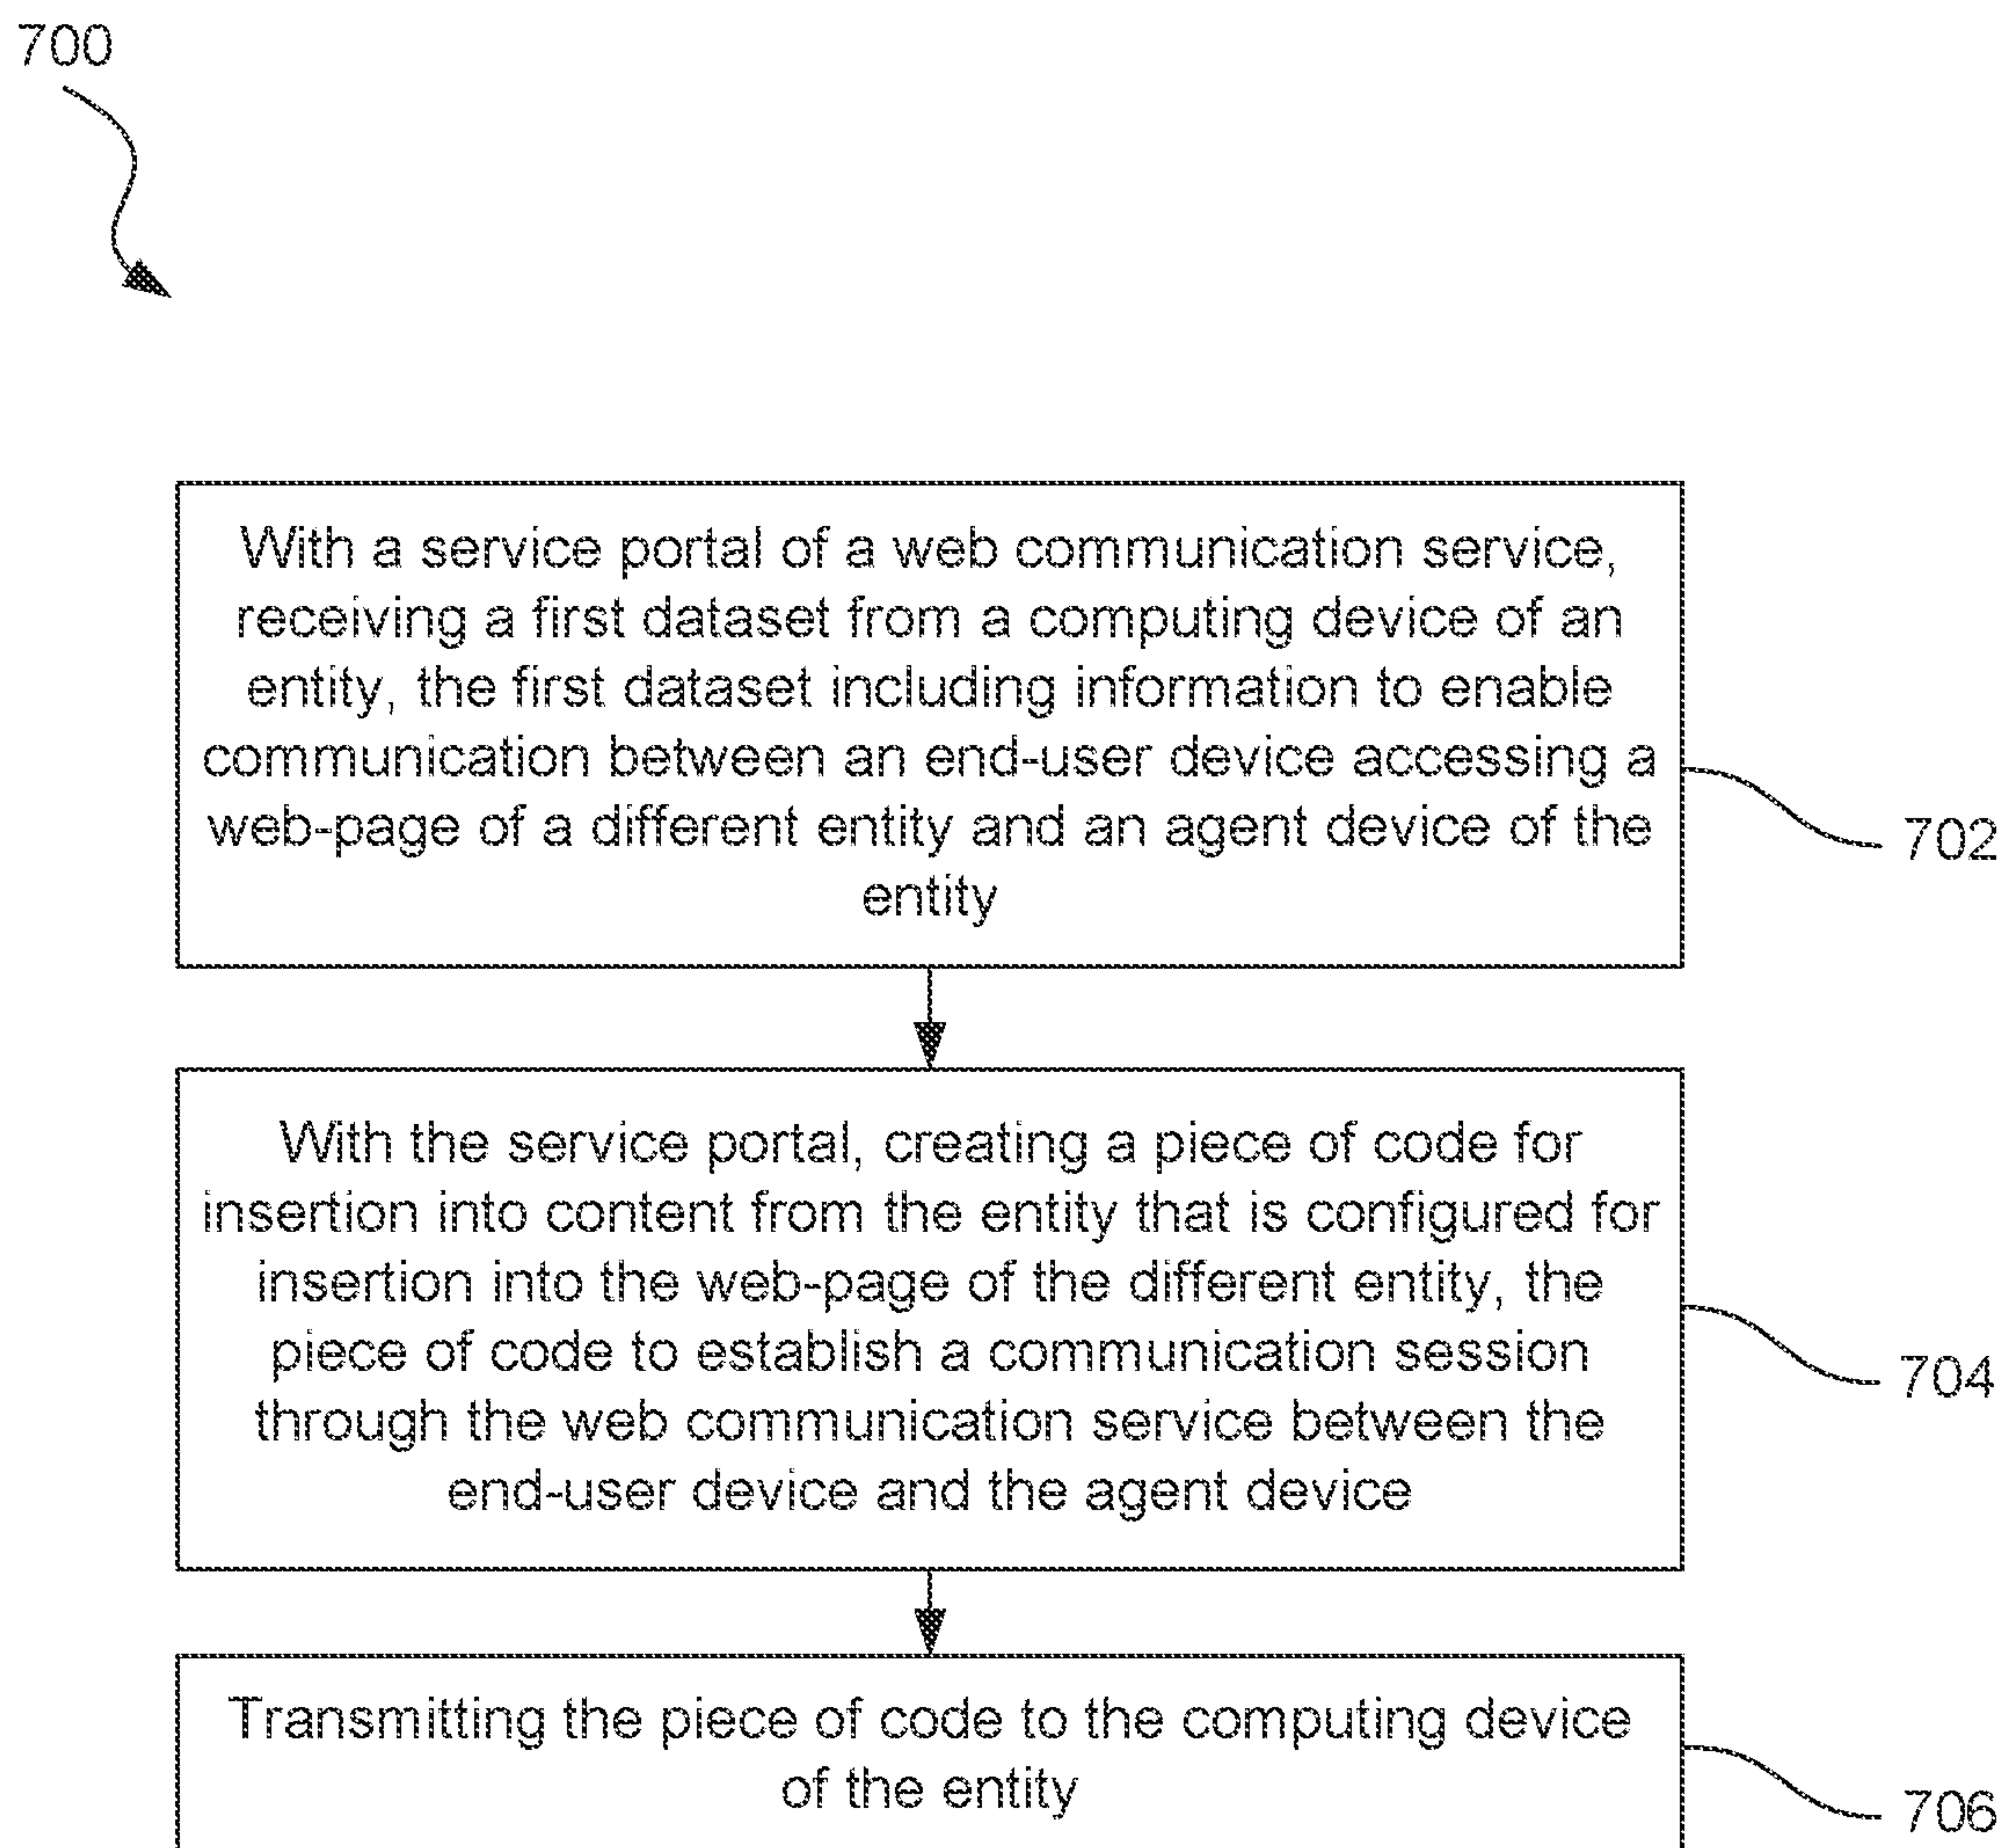 700
With a service portal of a web communication service,
receiving a first dataset from a computing device of an
entity, the first dataset including information to enable
communication between an end-user device accessing a
web-page of a different entity and an agent device of the
entity
702
With the service portal, creating a piece of code for
insertion into content from the entity that is configured for
insertion into the web-page of the different entity, the
piece of code to establish a communication session
through the web communication service between the
end-user device and the agent device
704
Transmitting the piece of code to the computing device
of the entity
706